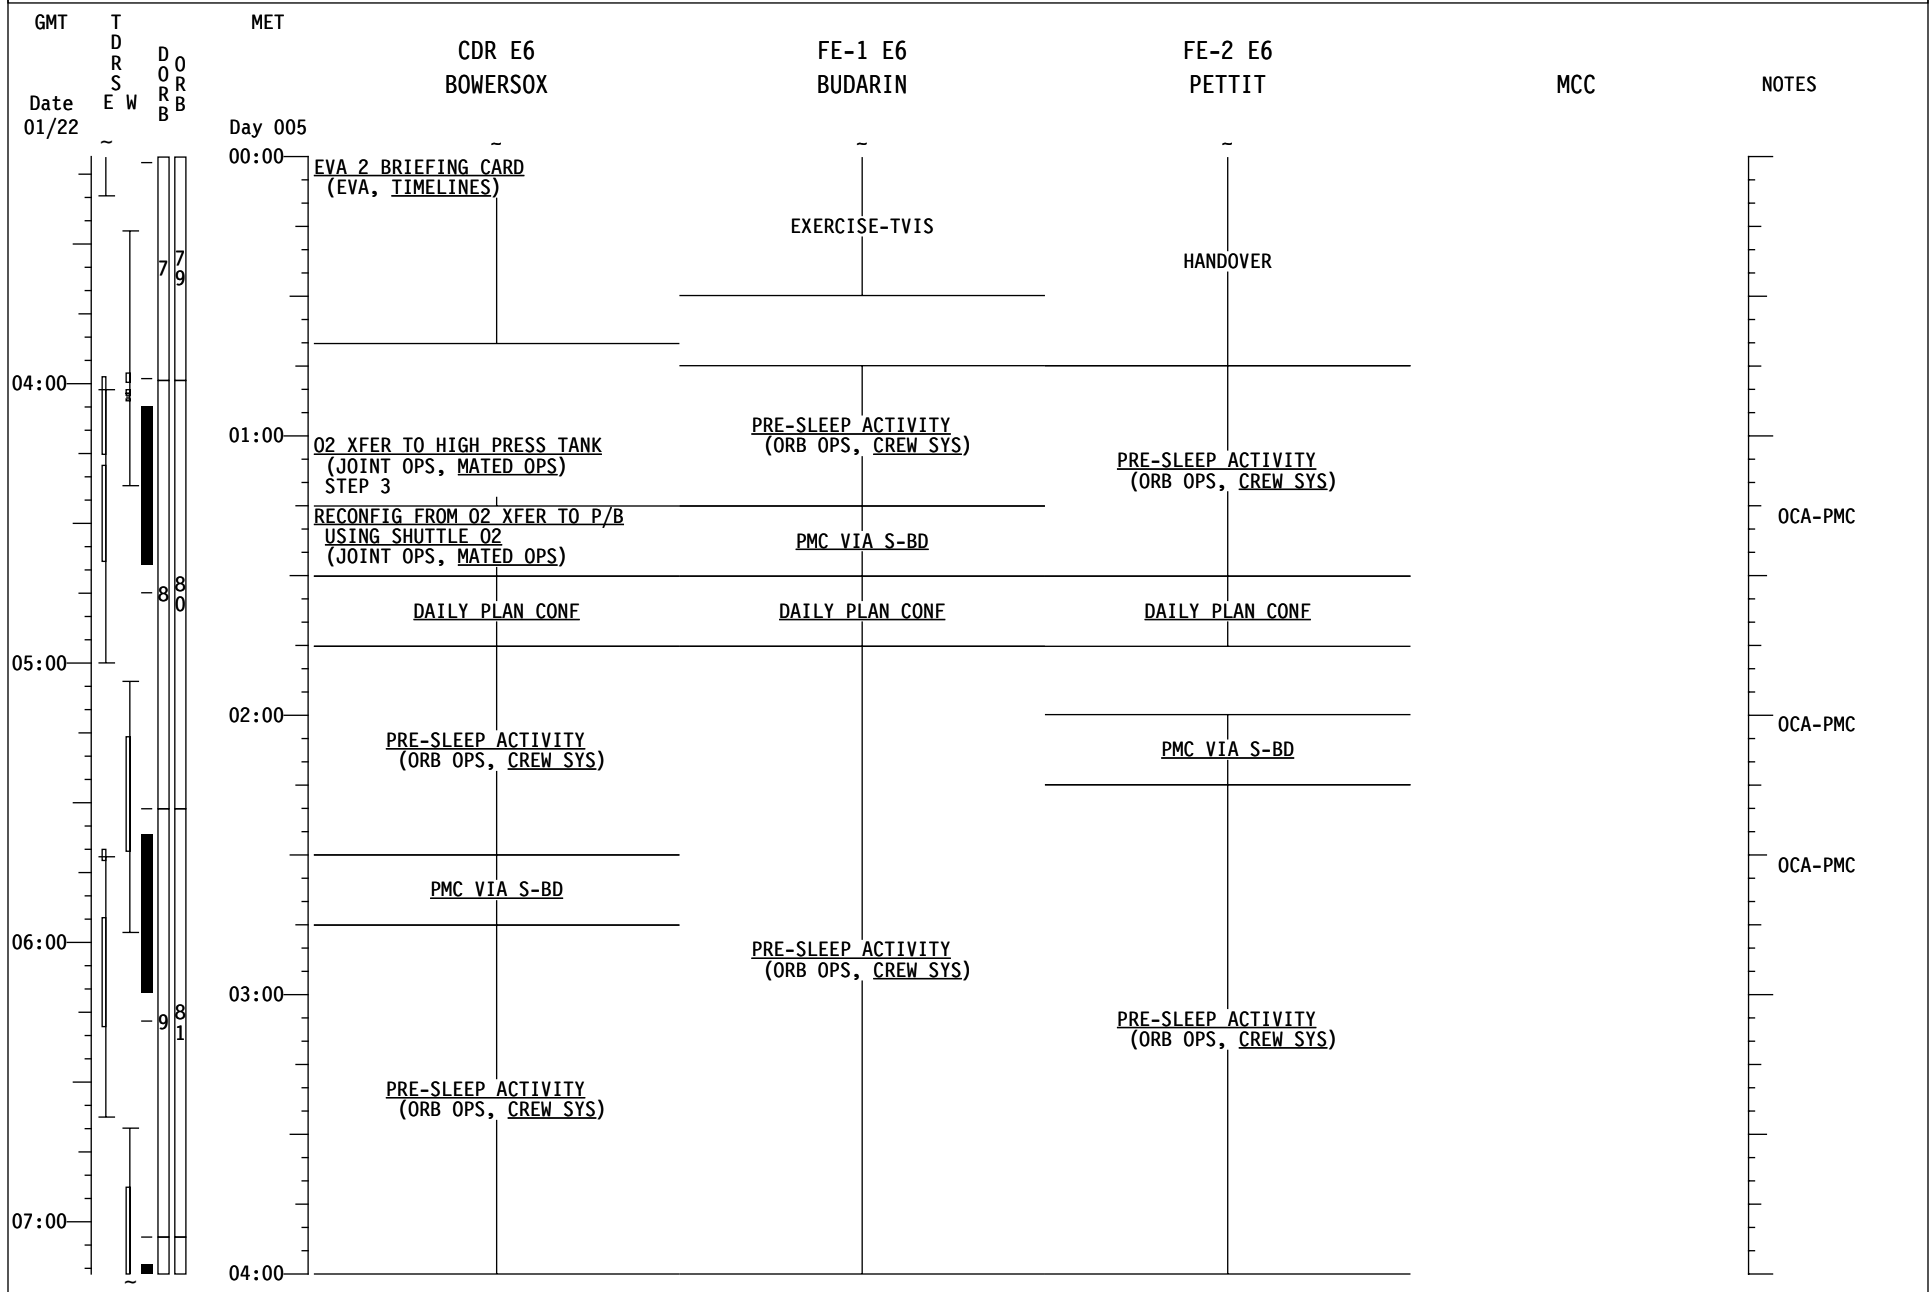 GMT
TDRS
MET
E W
DORB
ORB
CDR E6
FE-1 E6
FE-2 E6
BOWERSOX
BUDARIN
PETTIT
MCC
NOTES
Date
01/22
Day 005
~
~
~
~
00:00
EVA 2 BRIEFING CARD
(EVA, TIMELINES)
EXERCISE-TVIS
HANDOVER
7
79
04:00
PRE-SLEEP ACTIVITY
(ORB OPS, CREW SYS)
01:00
O2 XFER TO HIGH PRESS TANK
(JOINT OPS, MATED OPS)
STEP 3
PRE-SLEEP ACTIVITY
(ORB OPS, CREW SYS)
RECONFIG FROM O2 XFER TO P/B
USING SHUTTLE O2
(JOINT OPS, MATED OPS)
PMC VIA S-BD
OCA-PMC
8
80
DAILY PLAN CONF
DAILY PLAN CONF
DAILY PLAN CONF
05:00
02:00
OCA-PMC
PRE-SLEEP ACTIVITY
(ORB OPS, CREW SYS)
PMC VIA S-BD
OCA-PMC
PMC VIA S-BD
06:00
PRE-SLEEP ACTIVITY
(ORB OPS, CREW SYS)
03:00
9
81
PRE-SLEEP ACTIVITY
(ORB OPS, CREW SYS)
PRE-SLEEP ACTIVITY
(ORB OPS, CREW SYS)
07:00
04:00
~